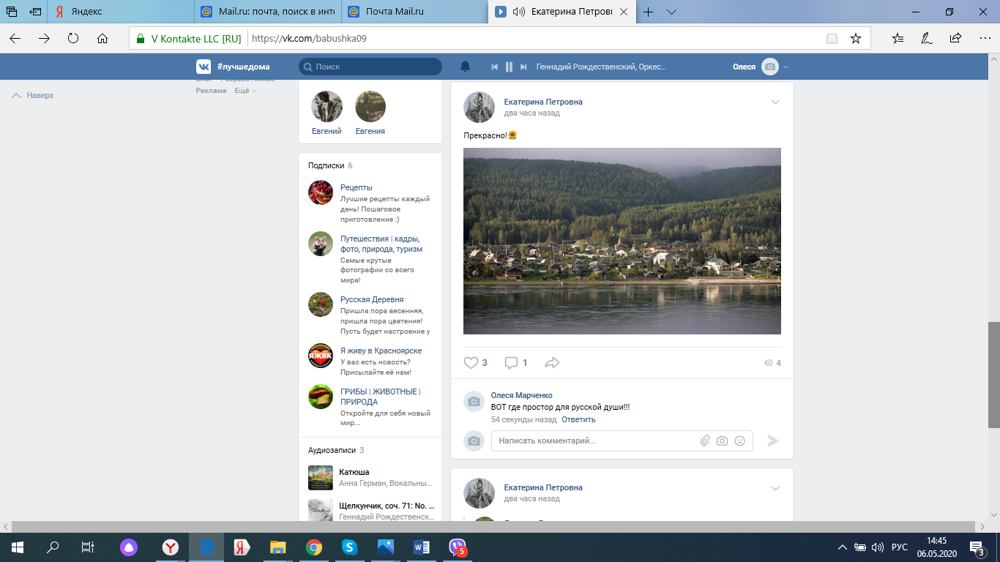 Яндекс
Mail.ru: почта, поиск в инте
Почта Mail.ru
Екатерина Петровн
V Kontakte LLC [RU]
https://vk.com/babushka09
#лучшедома
Поиск
Геннадий Рождественский, Оркес...
Олеся
Наверх
Блог Разработчикам
Реклама Ещё
Евгений Евгения
Подписки 6
Рецепты
Лучшие рецепты каждый
день! Пошаговое
приготовление :)
Путешествия | кадры,
фото, природа, туризм
Самые крутые
фотографии со всего
мира!
Русская Деревня
Пришла пора весенняя,
пришла пора цветения!
Пусть будет настроение у
Я живу в Красноярске
У вас есть новость?
Присылайте её нам!
ЯЖВК
ГРИБЫ | ЖИВОТНЫЕ |
ПРИРОДА
Откройте для себя новый
мир...
Аудиозаписи 3
Катюша
Анна Герман, Вокальны...
Щелкунчик, соч. 71: No. ...
Геннадий Рождественск...
Екатерина Петровна
два часа назад
Прекрасно!🌻
3 1 4
Олеся Марченко
ВОТ где простор для русской души!!!
54 секунды назад Ответить
Написать комментарий...
Екатерина Петровна
два часа назад
5
РУС
14:45
06.05.2020
3